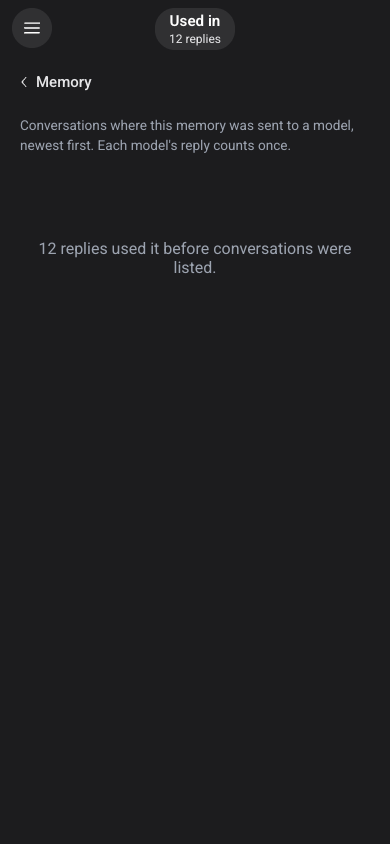 Used in
12 replies
Memory
Conversations where this memory was sent to a model,
newest first. Each model's reply counts once.
12 replies used it before conversations were
listed.